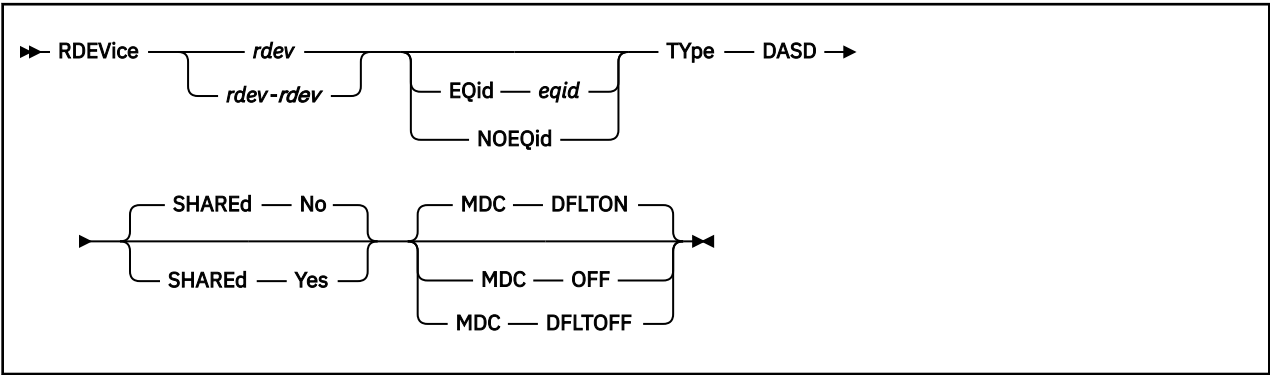 RDEVice rdev TYpe DASD
rdev-rdev
EQid eqid
NOEQid
SHAREd No
SHAREd Yes
MDC DFLTON
MDC OFF
MDC DFLTOFF